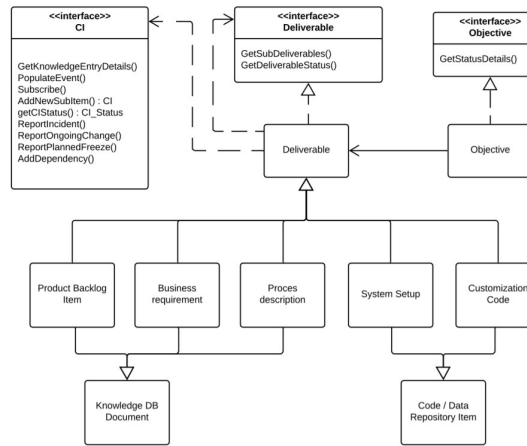 <<interface>>
CI
GetKnowledgeEntryDetails()
PopulateEvent()
Subscribe()
AddNewSubItem() : CI
getCIStatus() : CI_Status
ReportIncident()
ReportOngoingChange()
ReportPlannedFreeze()
AddDependency()
<<interface>>
Deliverable
GetSubDeliverables()
GetDeliverableStatus()
<<interface>>
Objective
GetStatusDetails()
Deliverable
Objective
Product Backlog
Item
Business
requirement
Proces
description
System Setup
Customization
Code
Knowledge DB
Document
Code / Data
Repository Item